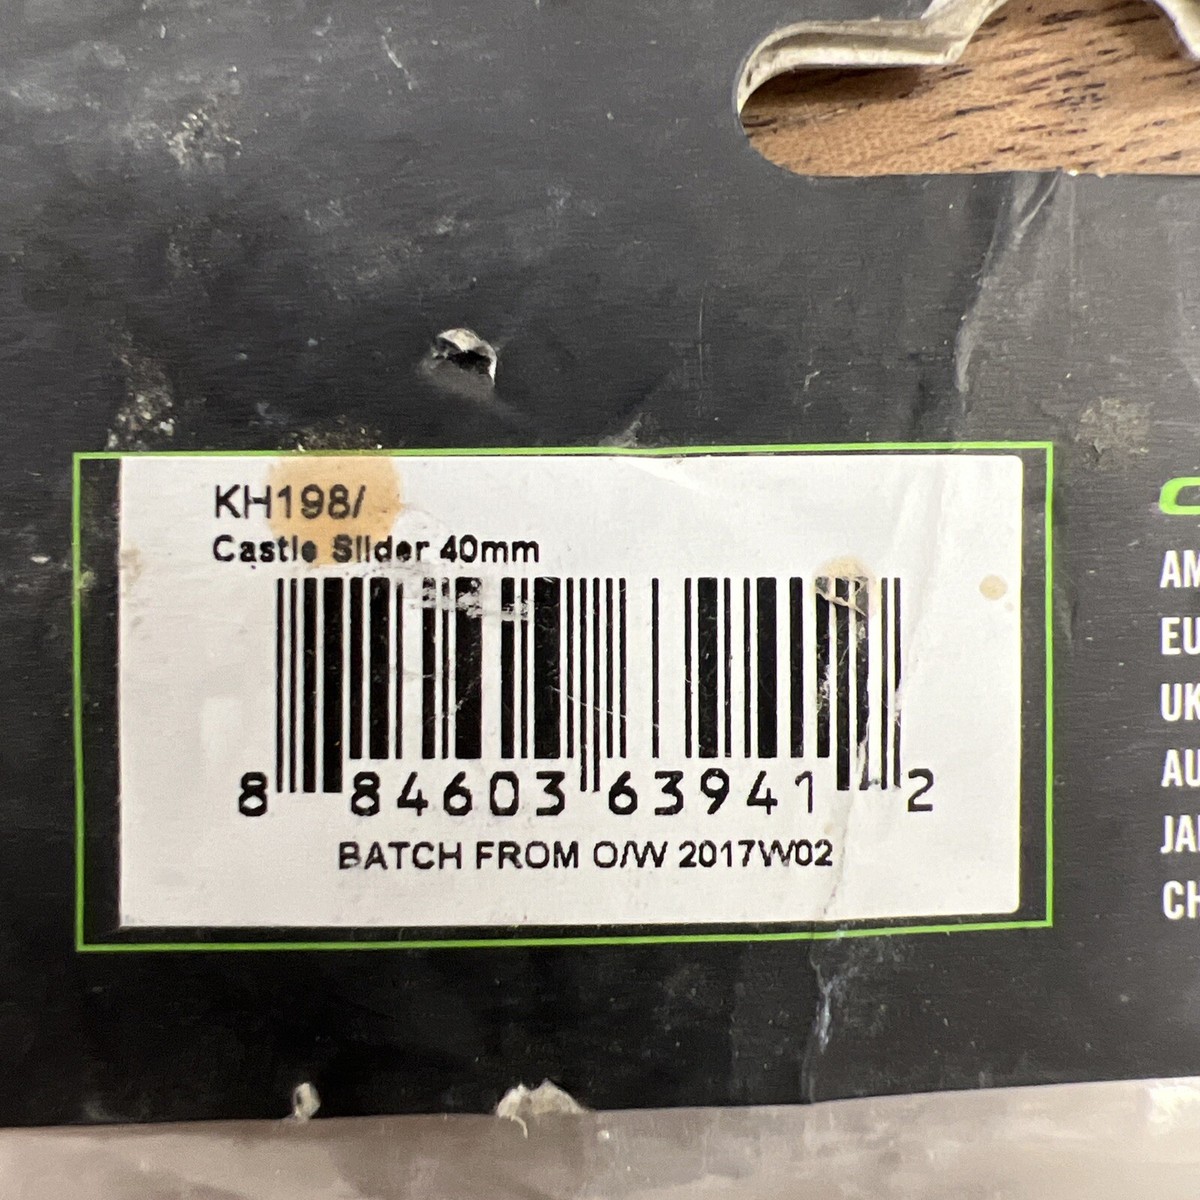 KH198/
Castle Slider 40mm
8 84603 63941 2
BATCH FROM O/W 2017W02
C
AM
EU
UK
AU
JA
CH